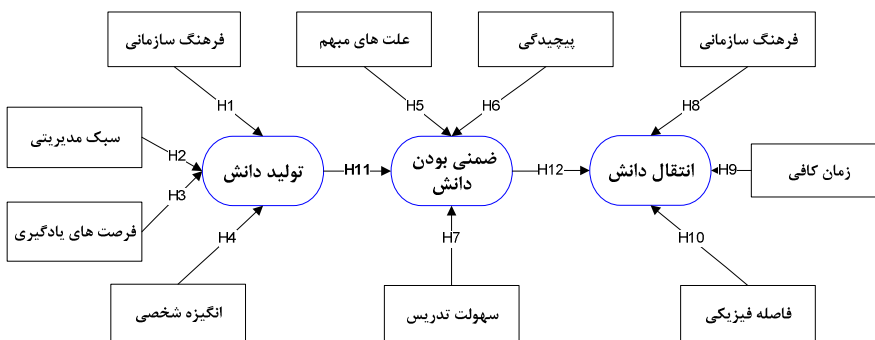 فرهنگ سازمانی
علت های مبهم
پیچیدگی
فرهنگ سازمانی
H1
H5
H6
H8
سبک مدیریتی
H2
تولید دانش
H11
ضمنی بودن
دانش
H12
انتقال دانش
H9
زمان کافی
H3
فرصت های یادگیری
H4
H7
H10
انگیزه شخصی
سهولت تدریس
فاصله فیزیکی